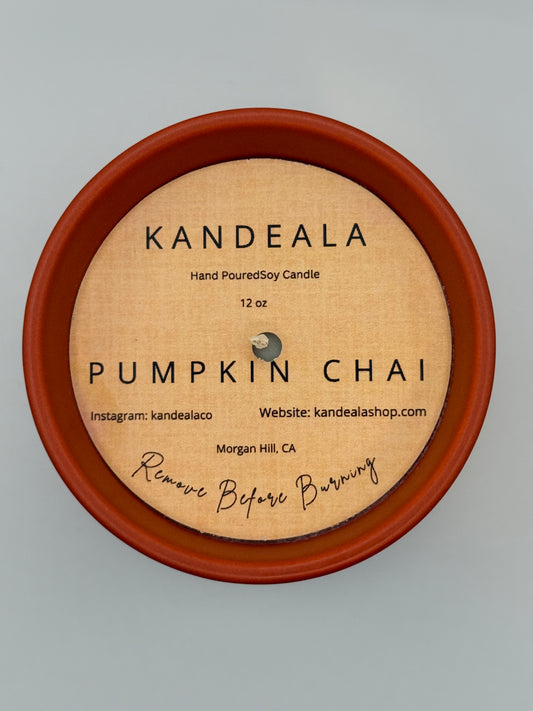 KANDEALA
Hand PouredSoy Candle
12 oz
PUMPKIN CHAI
Instagram: kandealaco Website: kandealashop.com
Morgan Hill, CA
Remove Before Burning